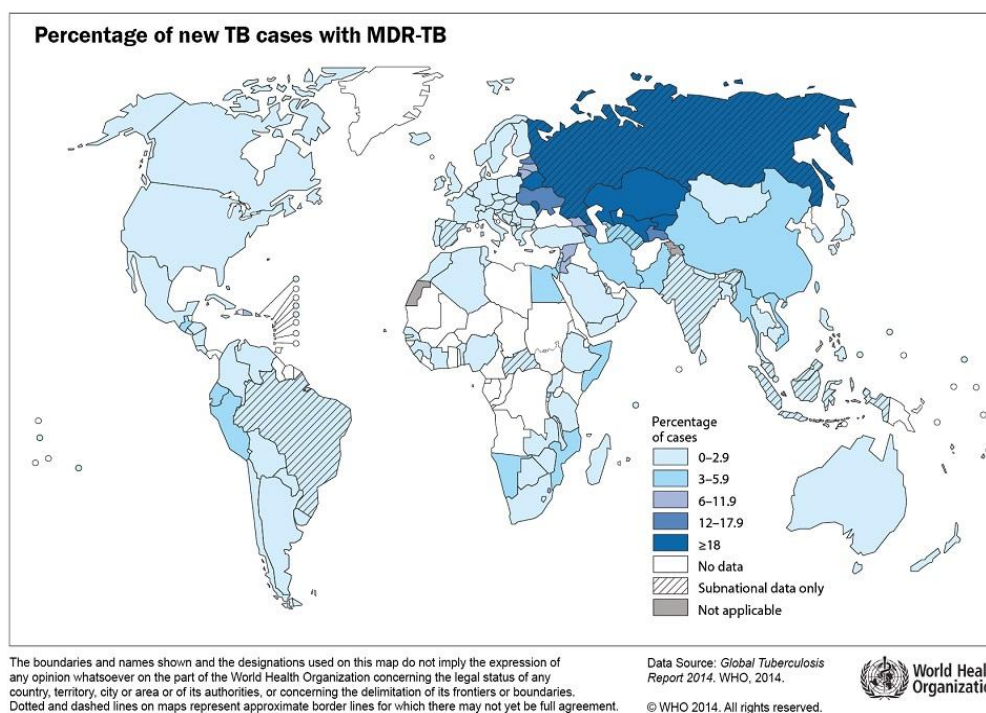 Percentage of new TB cases with MDR-TB
Percentage
of cases
0–2.9
3–5.9
6–11.9
12–17.9
≥18
No data
Subnational data only
Not applicable
The boundaries and names shown and the designations used on this map do not imply the expression of
any opinion whatsoever on the part of the World Health Organization concerning the legal status of any
country, territory, city or area or of its authorities, or concerning the delimitation of its frontiers or boundaries.
Dotted and dashed lines on maps represent approximate border lines for which there may not yet be full agreement.
Data Source: Global Tuberculosis
Report 2014. WHO, 2014.
© WHO 2014. All rights reserved.
World Heal
Organizatio